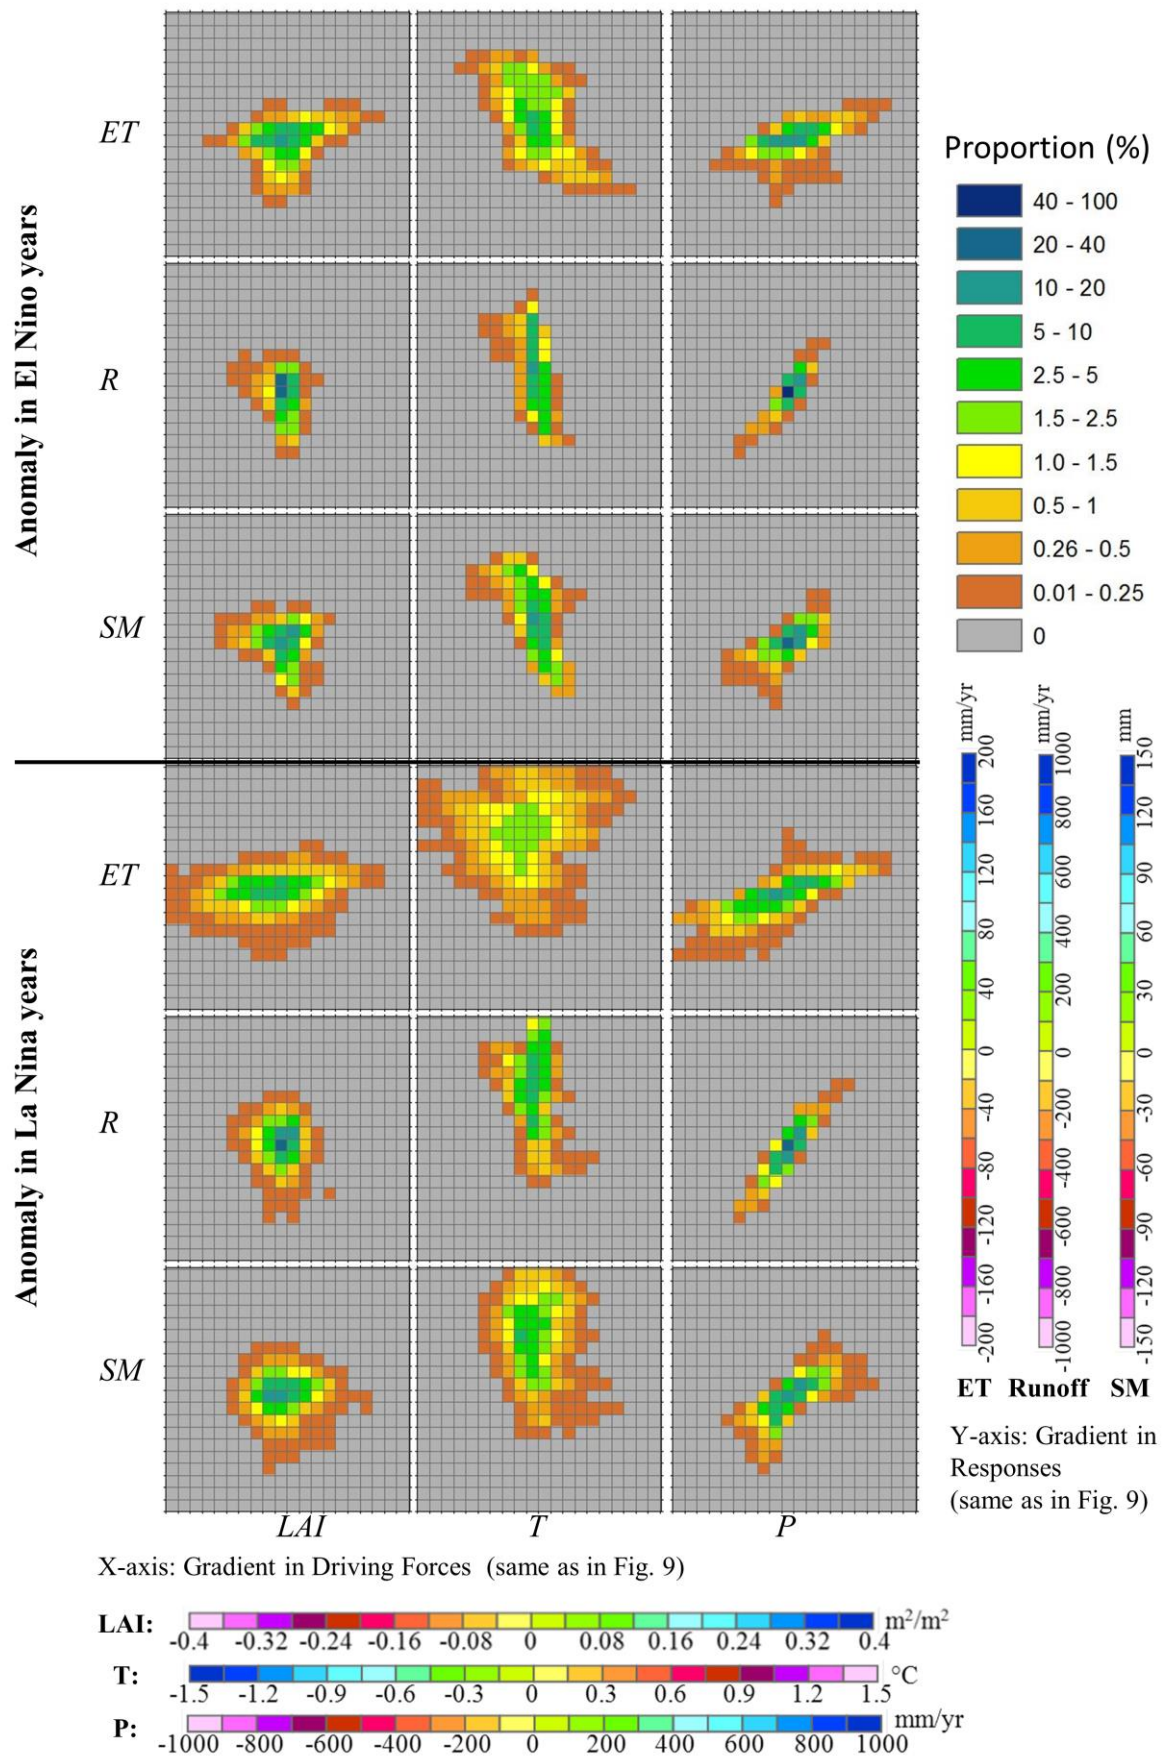 Anomaly in El Nino years
ET
R
SM
Anomaly in La Nina years
ET
R
SM
LAI
T
P
Proportion (%)
40 - 100
20 - 40
10 - 20
5 - 10
2.5 - 5
1.5 - 2.5
1.0 - 1.5
0.5 - 1
0.26 - 0.5
0.01 - 0.25
0
mm/yr
200
160
120
80
40
0
-40
-80
-120
-160
-200
ET
mm/yr
1000
800
600
400
200
0
-200
-400
-600
-800
-1000
Runoff
mm
150
120
90
60
30
0
-30
-60
-90
-120
-150
SM
Y-axis: Gradient in
Responses
(same as in Fig. 9)
X-axis: Gradient in Driving Forces (same as in Fig. 9)
LAI: m²/m²
-0.4 -0.32 -0.24 -0.16 -0.08 0 0.08 0.16 0.24 0.32 0.4
T: °C
-1.5 -1.2 -0.9 -0.6 -0.3 0 0.3 0.6 0.9 1.2 1.5
P: mm/yr
-1000 -800 -600 -400 -200 0 200 400 600 800 1000